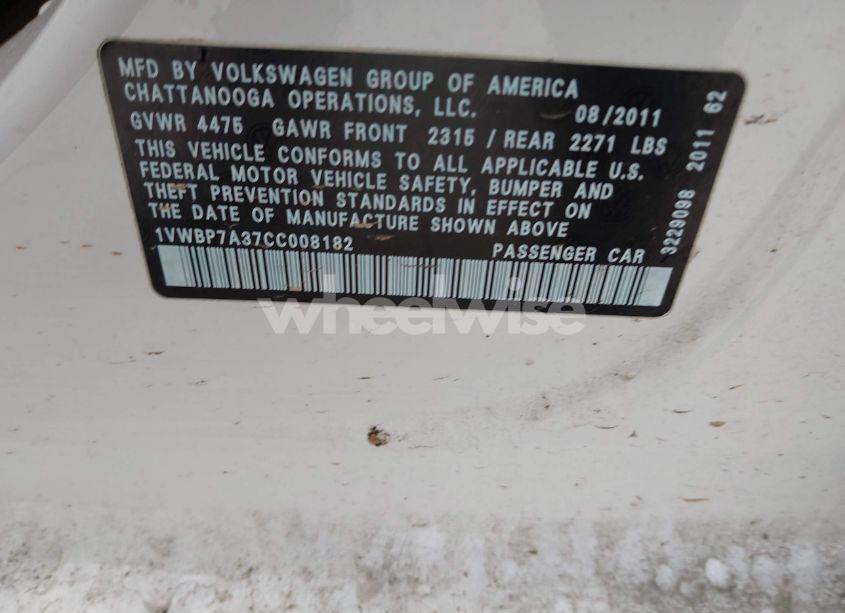 MFD BY VOLKSWAGEN GROUP OF AMERICA
CHATTANOOGA OPERATIONS, LLC. 08/2011
GVWR 4475 GAWR FRONT 2315 / REAR 2271 LBS
THIS VEHICLE CONFORMS TO ALL APPLICABLE U.S.
FEDERAL MOTOR VEHICLE SAFETY, BUMPER AND
THEFT PREVENTION STANDARDS IN EFFECT ON
THE DATE OF MANUFACTURE SHOWN ABOVE
1VWBP7A37CC008182 PASSENGER CAR
3229098 2011 62
wheelwise